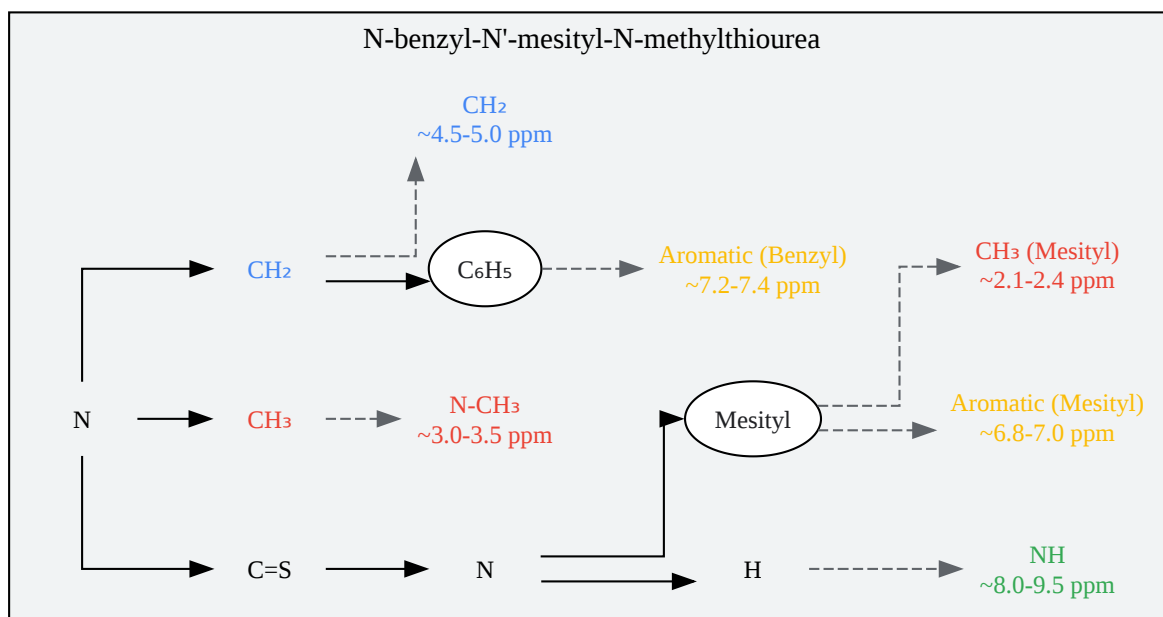 N-benzyl-N'-mesityl-N-methylthiourea
CH₂
~4.5-5.0 ppm
CH₂
C₆H₅
Aromatic (Benzyl)
~7.2-7.4 ppm
CH₃ (Mesityl)
~2.1-2.4 ppm
N
CH₃
N-CH₃
~3.0-3.5 ppm
Mesityl
Aromatic (Mesityl)
~6.8-7.0 ppm
C=S
N
H
NH
~8.0-9.5 ppm